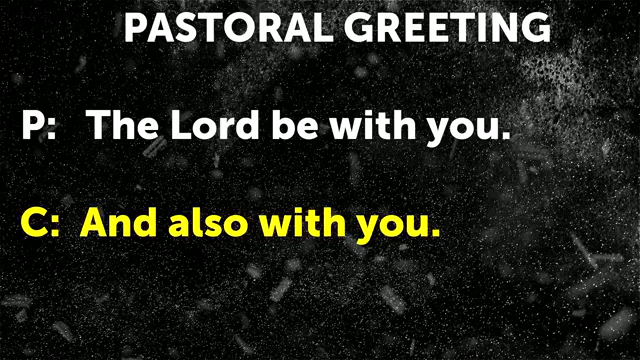 PASTORAL GREETING
P: The Lord be with you.
C: And also with you.